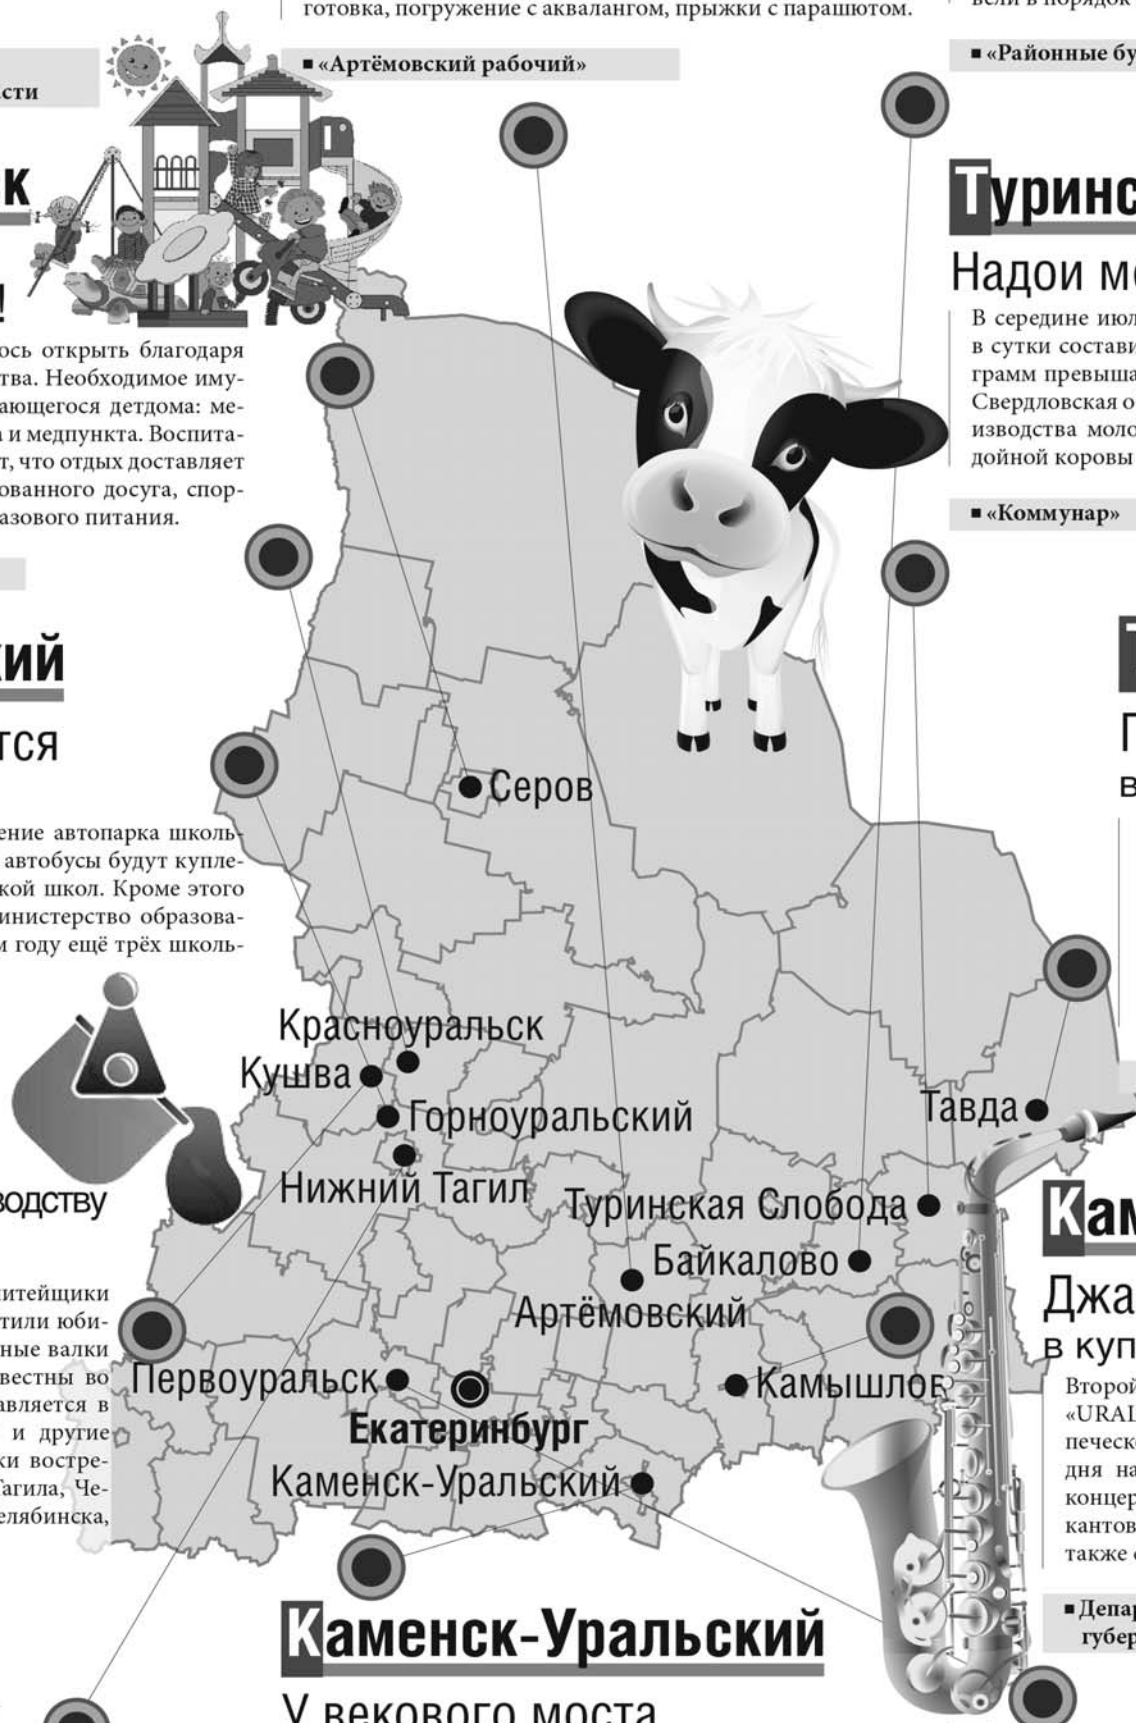 готовка, погружение с аквалангом, прыжки с парашютом.
вели в порядок
■ «Артёмовский рабочий»
■ «Районные бу
сти
к
!
ось открыть благодаря
тва. Необходимое иму-
ающегося детдома: ме-
а и медпункта. Воспита-
т, что отдых доставляет
ованного досуга, спор-
азового питания.
Туринс
Надои м
В середине июл
в сутки состави
грамм превыша
Свердловская о
изводства моло
дойной коровы
■ «Коммунар»
кий
тся
ение автопарка школь-
автобусы будут купле-
кой школ. Кроме этого
инистерство образова-
м году ещё трёх школь-
в
Серов
Красноуральск
Кушва
Горноуральский
Нижний Тагил
Тавда
Туринская Слобода
Байкалово
Артёмовский
Первоуральск
Екатеринбург
Камышлов
Каменск-Уральский
водству
итейщики
тили юби-
ные валки
вестны во
авляется в
и другие
ки востре-
Тагила, Че-
елябинска,
Кам
Джа
в куп
Второй
«URAL
печеск
дня на
концер
кантов
также
■ Депар
губер
Каменск-Уральский
У векового моста